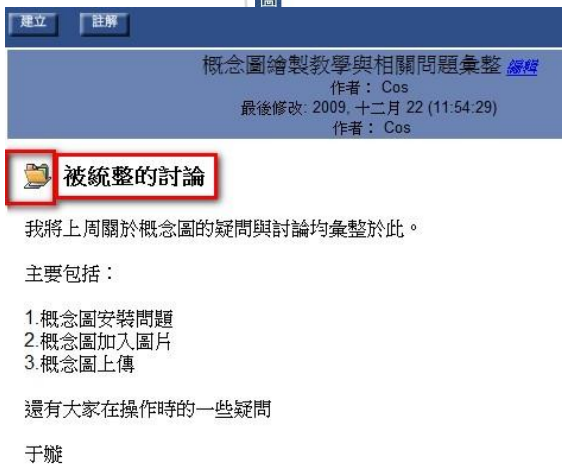 圖
建立 註解
概念圖繪製教學與相關問題彙整 編輯
作者： Cos
最後修改: 2009, 十二月 22 (11:54:29)
作者： Cos
被統整的討論
我將上周關於概念圖的疑問與討論均彙整於此。
主要包括：
1.概念圖安裝問題
2.概念圖加入圖片
3.概念圖上傳
還有大家在操作時的一些疑問
于嫙